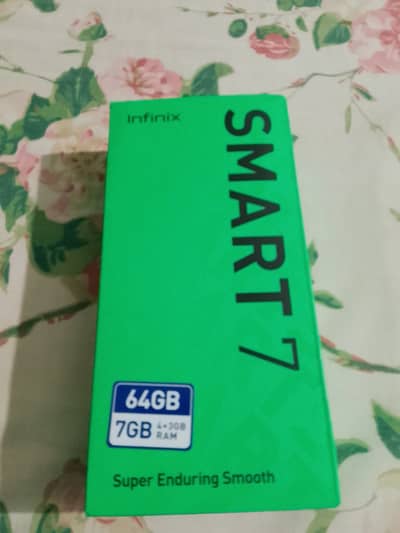 Infinix
SMART 7
64GB
7GB 4+3GB
RAM
Super Enduring Smooth